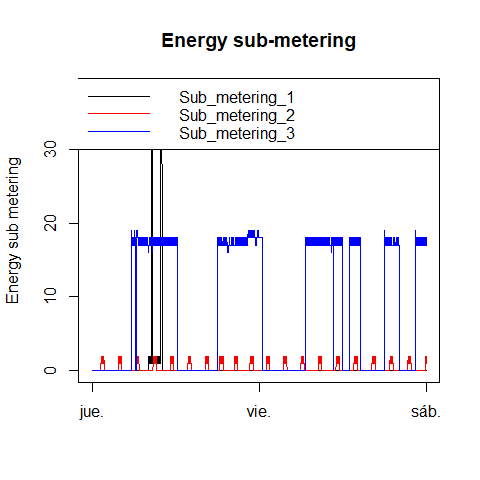 Energy sub-metering
Sub_metering_1
Sub_metering_2
Sub_metering_3
Energy sub metering
30
20
10
0
jue.
vie.
sáb.